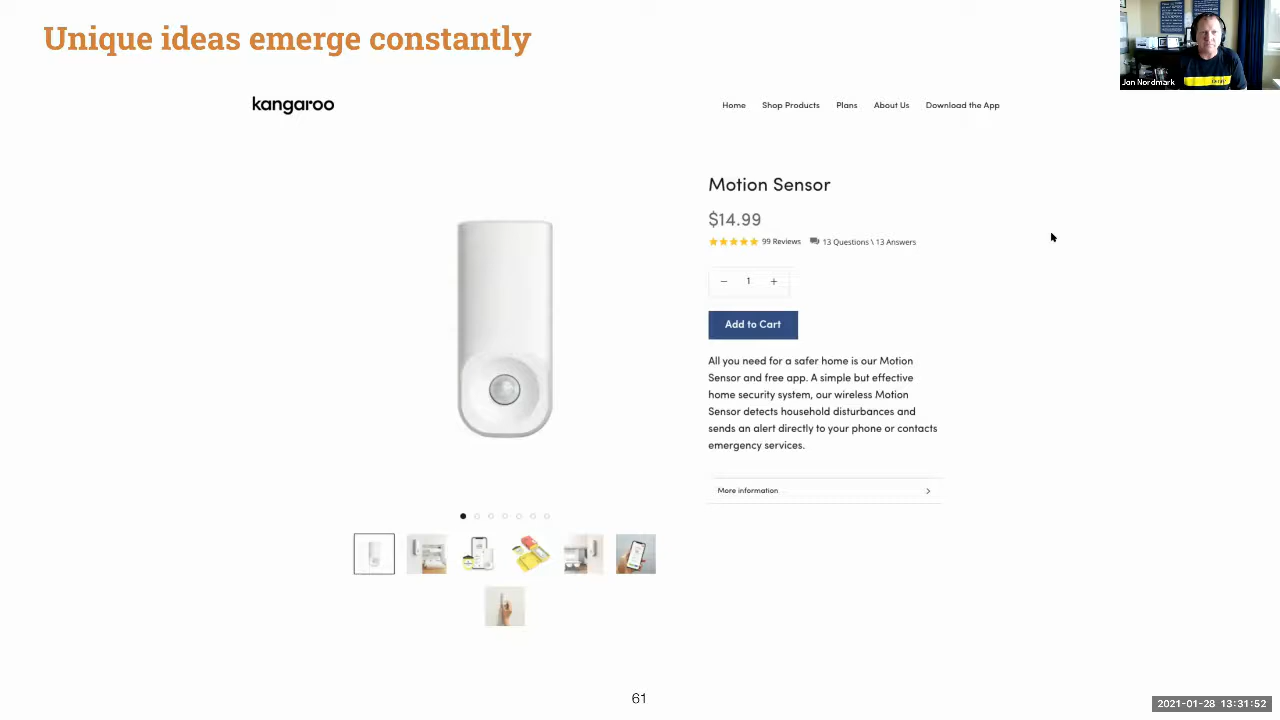 Unique ideas emerge constantly
Jon Nordmark
kangaroo
Home Shop Products Plans About Us Download the App
Motion Sensor
$14.99
99 Reviews 13 Questions \ 13 Answers
− 1 +
Add to Cart
All you need for a safer home is our Motion
Sensor and free app. A simple but effective
home security system, our wireless Motion
Sensor detects household disturbances and
sends an alert directly to your phone or contacts
emergency services.
More information
61
2021-01-28 13:31:52